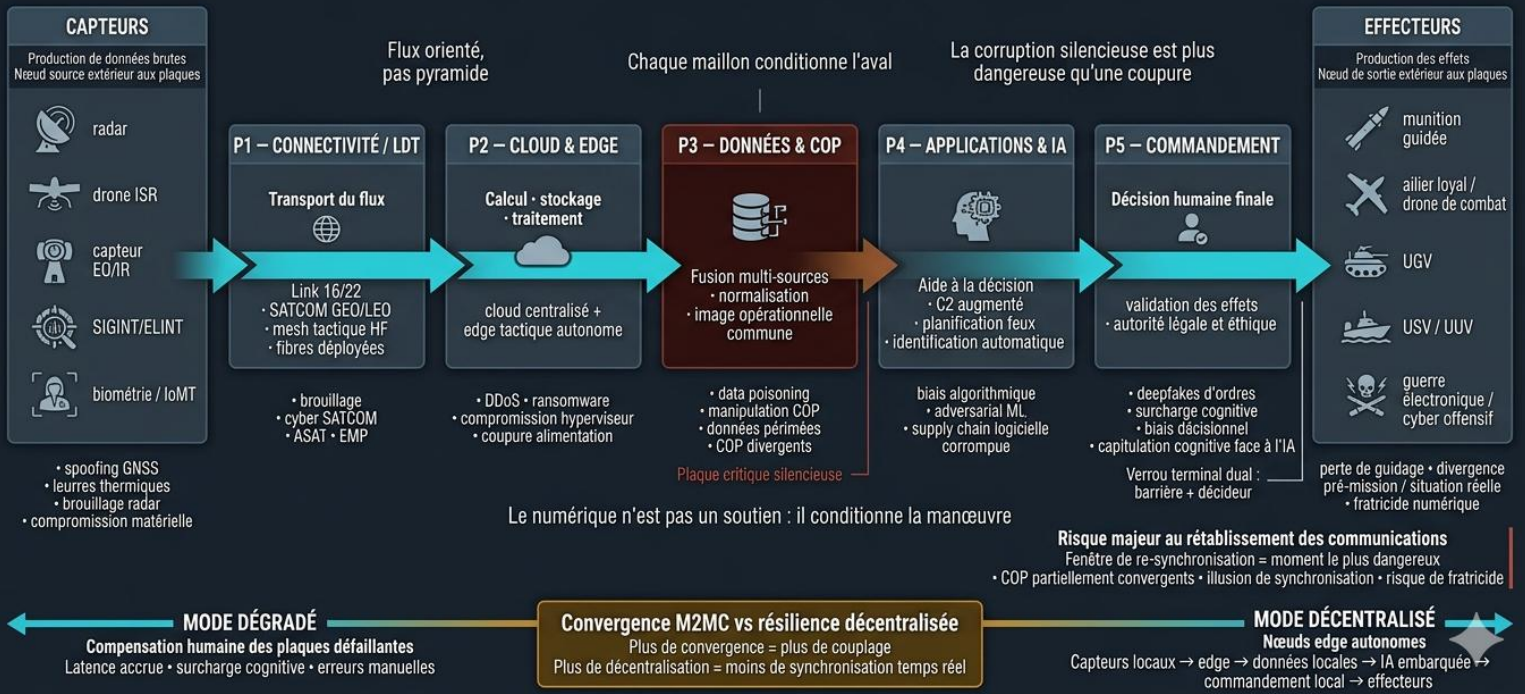 CAPTEURS
Production de données brutes
Nœud source extérieur aux plaques
radar
drone ISR
capteur
EO/IR
SIGINT/ELINT
biométrie / IoMT
• spoofing GNSS
• leurres thermiques
• brouillage radar
• compromission matérielle
Flux orienté,
pas pyramide
Chaque maillon conditionne l'aval
La corruption silencieuse est plus
dangereuse qu'une coupure
P1 – CONNECTIVITÉ / LDT
Transport du flux
Link 16/22
• SATCOM GEO/LEO
• mesh tactique HF
• fibres déployées
• brouillage
• cyber SATCOM
• ASAT • EMP
P2 – CLOUD & EDGE
Calcul · stockage
· traitement
cloud centralisé +
edge tactique autonome
• DDoS • ransomware
• compromission hyperviseur
• coupure alimentation
P3 – DONNÉES & COP
Fusion multi-sources
• normalisation
• image opérationnelle
commune
• data poisoning
• manipulation COP
• données périmées
• COP divergents
Plaque critique silencieuse
P4 – APPLICATIONS & IA
Aide à la décision
• C2 augmenté
• planification feux
• identification automatique
biais algorithmique
• adversarial ML
• supply chain logicielle
corrompue
P5 – COMMANDEMENT
Décision humaine finale
validation des effets
• autorité légale et éthique
• deepfakes d'ordres
• surcharge cognitive
• biais décisionnel
• capitulation cognitive face à l'IA
Verrou terminal dual :
barrière + décideur
EFFECTEURS
Production des effets
Nœud de sortie extérieur aux plaques
munition
guidée
ailier loyal /
drone de combat
UGV
USV / UUV
guerre
électronique /
cyber offensif
perte de guidage • divergence
pré-mission / situation réelle
• fratricide numérique
Le numérique n'est pas un soutien : il conditionne la manœuvre
Risque majeur au rétablissement des communications
Fenêtre de re-synchronisation = moment le plus dangereux
• COP partiellement convergents • illusion de synchronisation • risque de fratricide
MODE DÉGRADÉ
Compensation humaine des plaques défaillantes
Latence accrue • surcharge cognitive • erreurs manuelles
Convergence M2MC vs résilience décentralisée
Plus de convergence = plus de couplage
Plus de décentralisation = moins de synchronisation temps réel
MODE DÉCENTRALISÉ
Nœuds edge autonomes
Capteurs locaux → edge → données locales → IA embarquée →
commandement local → effecteurs